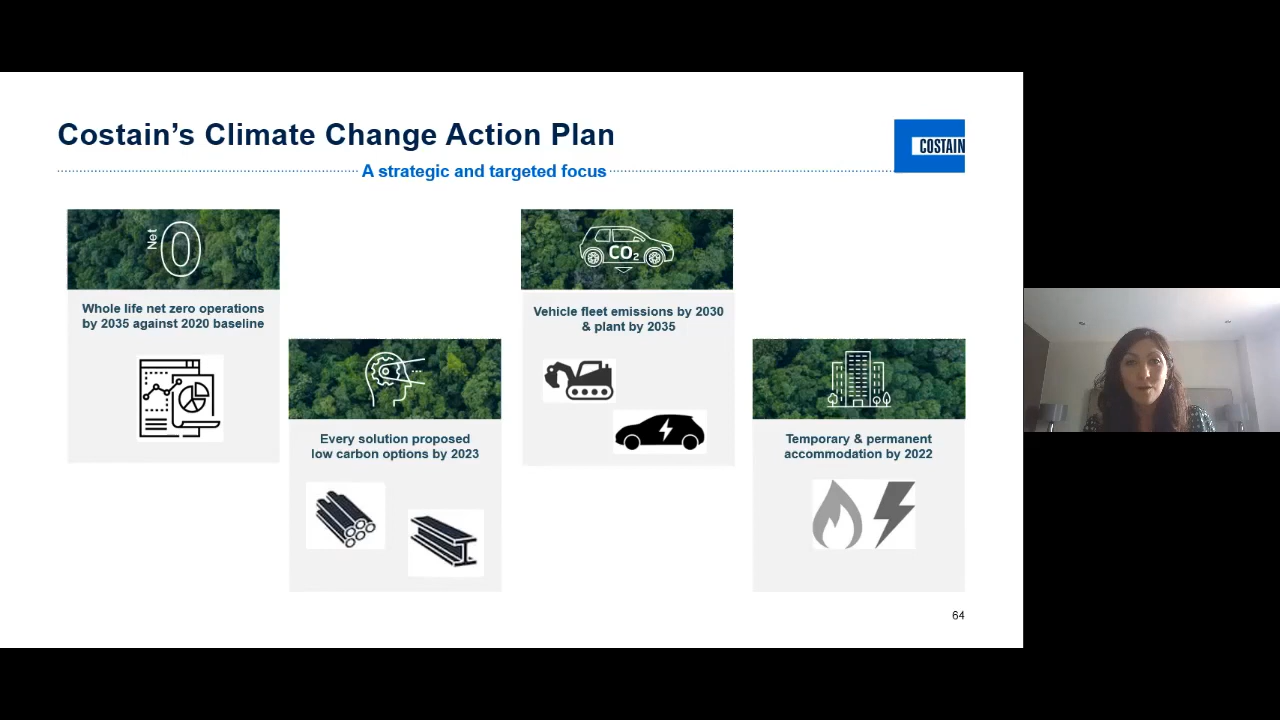 Costain’s Climate Change Action Plan
A strategic and targeted focus
COSTAIN
Net
0
Whole life net zero operations
by 2035 against 2020 baseline
Every solution proposed
low carbon options by 2023
CO₂
Vehicle fleet emissions by 2030
& plant by 2035
Temporary & permanent
accommodation by 2022
64